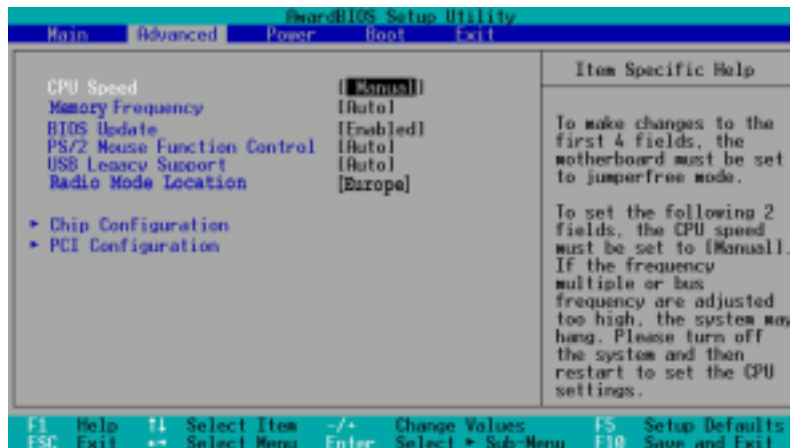 AwardBIOS Setup Utility
Main Advanced Power Boot Exit
CPU Speed [ Manual]
Memory Frequency [Auto]
BIOS Update [Enabled]
PS/2 Mouse Function Control [Auto]
USB Legacy Support [Auto]
Radio Mode Location [Europe]
▸ Chip Configuration
▸ PCI Configuration
Item Specific Help
To make changes to the
first 4 fields, the
motherboard must be set
to jumperfree mode.
To set the following 2
fields, the CPU speed
must be set to [Manual].
If the frequency
multiple or bus
frequency are adjusted
too high, the system may
hang. Please turn off
the system and then
restart to set the CPU
settings.
F1 Help ↑↓ Select Item -/+ Change Values F5 Setup Defaults
ESC Exit ←→ Select Menu Enter Select ▸ Sub-Menu F10 Save and Exit